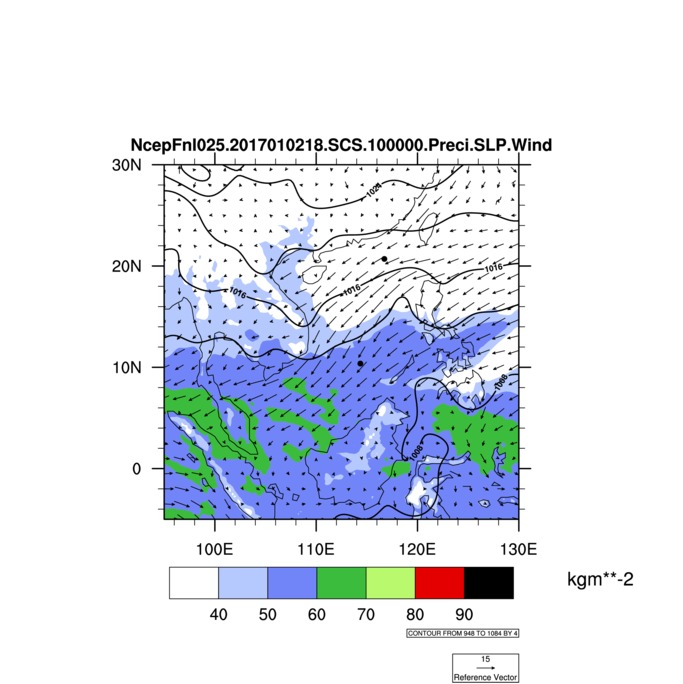 NcepFnl025.2017010218.SCS.100000.Preci.SLP.Wind
30N
1024
20N
1016
1016
1016
10N
1008
1008
0
100E 110E 120E 130E
kgm**-2
40 50 60 70 80 90
CONTOUR FROM 948 TO 1084 BY 4
15
Reference Vector